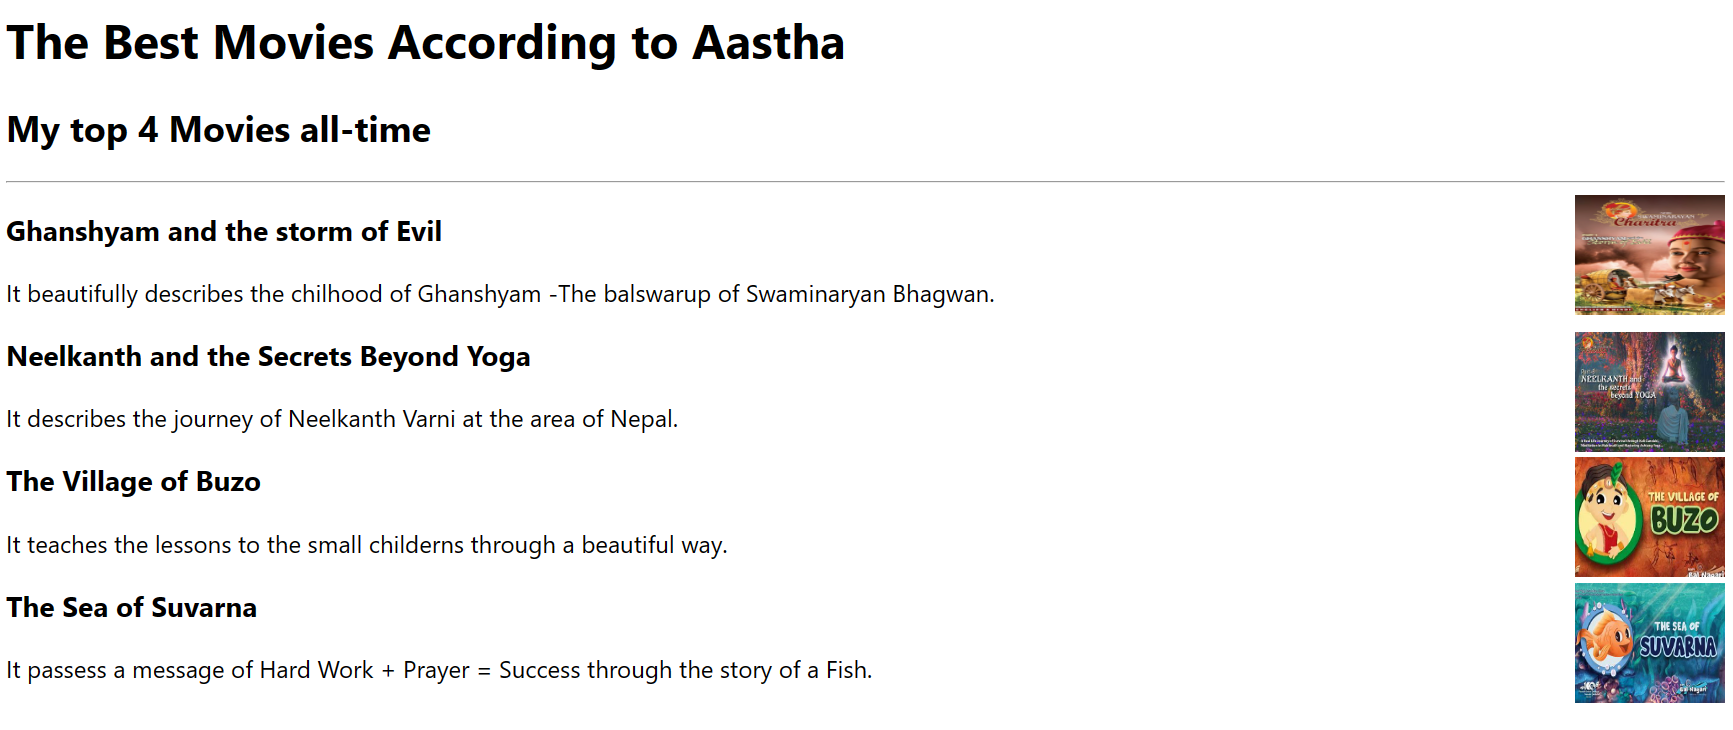 The Best Movies According to Aastha
My top 4 Movies all-time
Ghanshyam and the storm of Evil
It beautifully describes the chilhood of Ghanshyam -The balswarup of Swaminaryan Bhagwan.
SWAMINARAYAN
Charitra
Neelkanth and the Secrets Beyond Yoga
It describes the journey of Neelkanth Varni at the area of Nepal.
NEELKANTH and
the secrets
beyond YOGA
The Village of Buzo
It teaches the lessons to the small childerns through a beautiful way.
THE VILLAGE OF
BUZO
Bal Nagari
The Sea of Suvarna
It passess a message of Hard Work + Prayer = Success through the story of a Fish.
THE SEA OF
SUVARNA
Bal Nagari